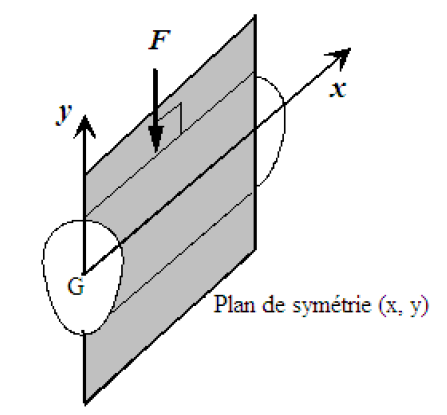 F
x
y
G
Plan de symétrie (x, y)